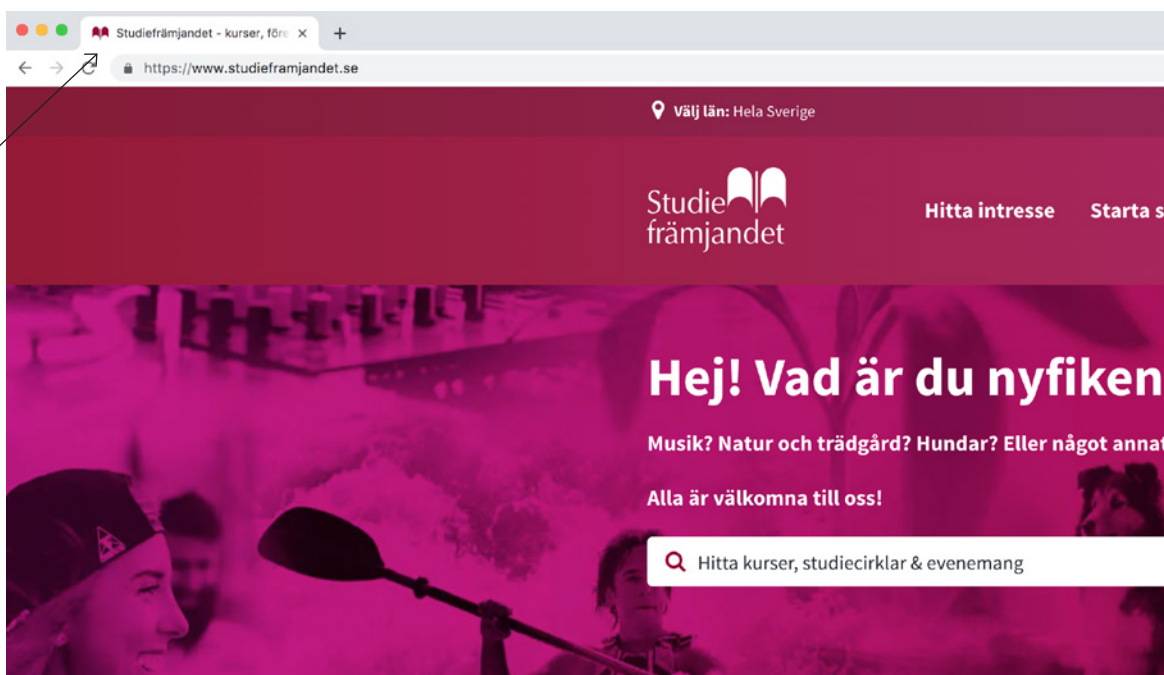 Studiefrämjandet - kurser, före
https://www.studieframjandet.se
Välj län: Hela Sverige
Studie
främjandet
Hitta intresse Starta s
Hej! Vad är du nyfiken
Musik? Natur och trädgård? Hundar? Eller något annat
Alla är välkomna till oss!
Hitta kurser, studiecirklar & evenemang